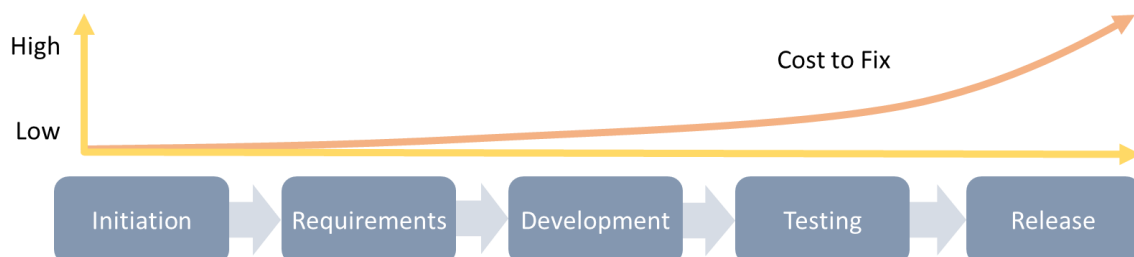 High
Cost to Fix
Low
Initiation
Requirements
Development
Testing
Release